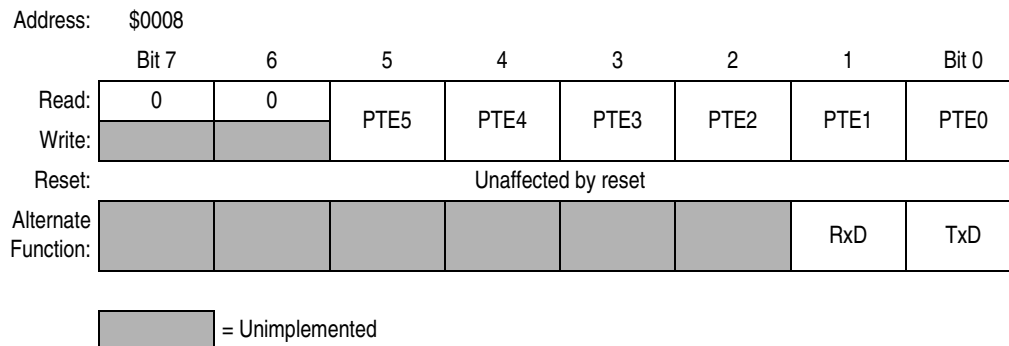 Address: $0008
Bit 7 6 5 4 3 2 1 Bit 0
Read: 0 0 PTE5 PTE4 PTE3 PTE2 PTE1 PTE0
Write:
Reset: Unaffected by reset
Alternate
Function: RxD TxD
= Unimplemented